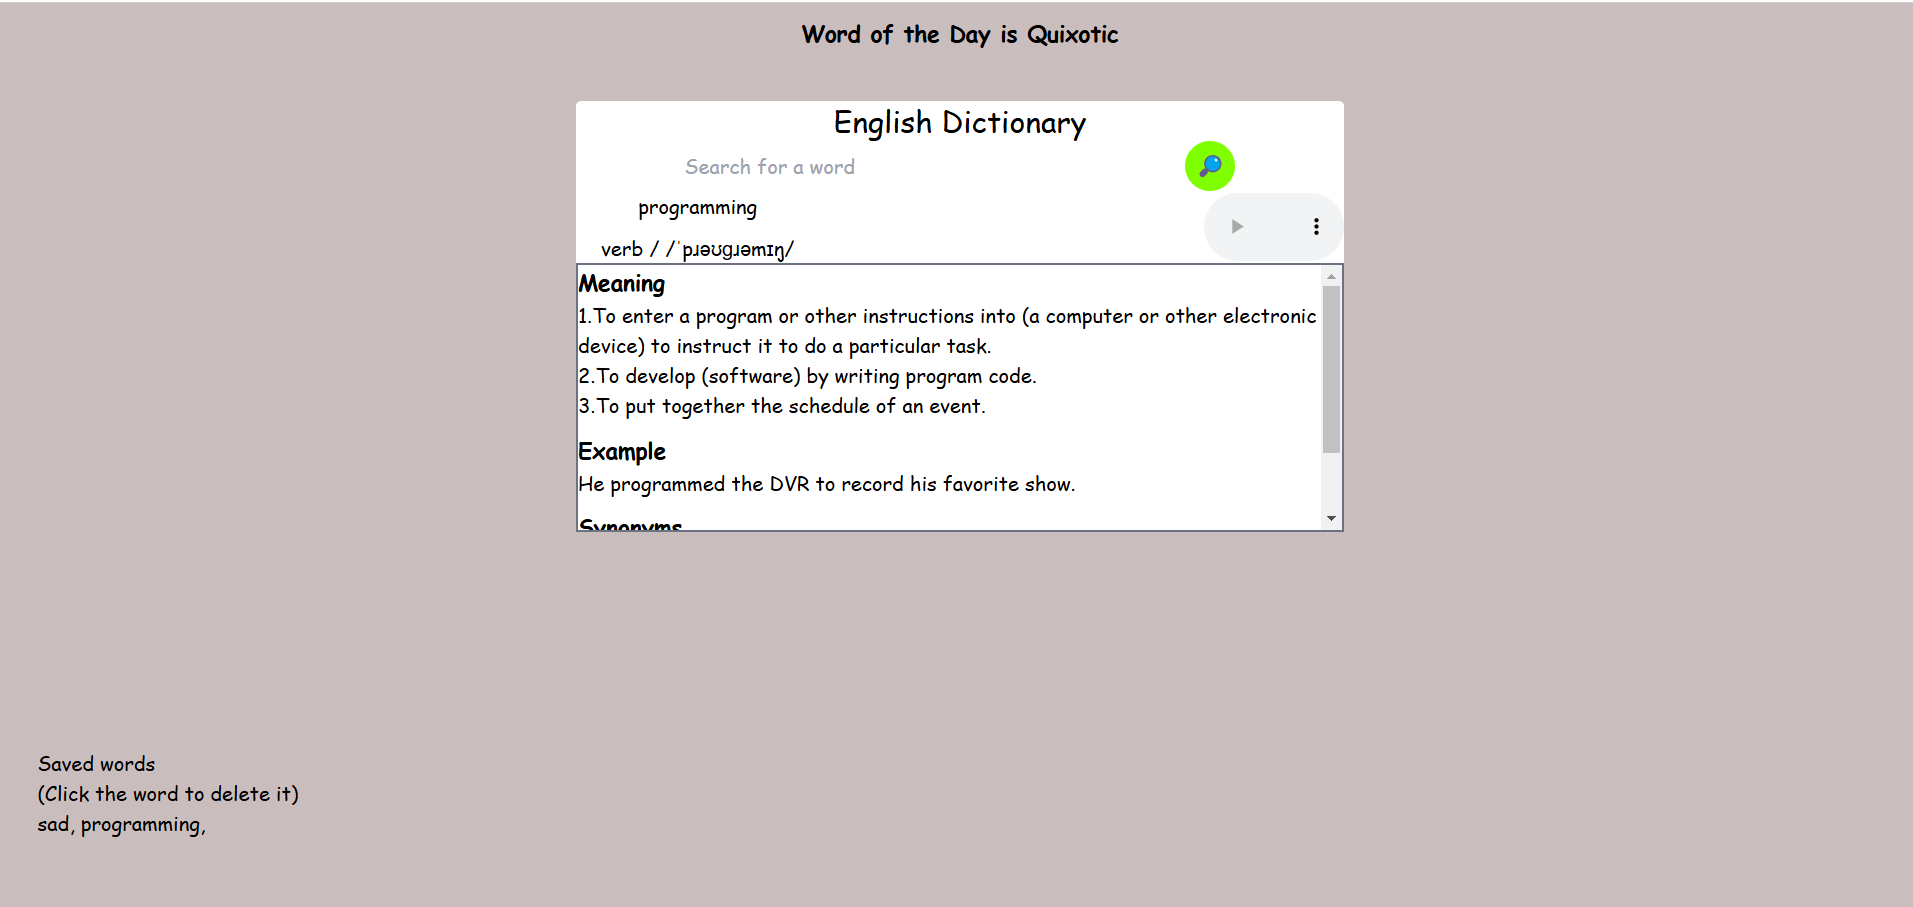 Word of the Day is Quixotic
English Dictionary
Search for a word
programming
verb / /ˈpɹəʊɡɹəmɪŋ/
Meaning
1.To enter a program or other instructions into (a computer or other electronic
device) to instruct it to do a particular task.
2.To develop (software) by writing program code.
3.To put together the schedule of an event.
Example
He programmed the DVR to record his favorite show.
Synonyms
Saved words
(Click the word to delete it)
sad, programming,